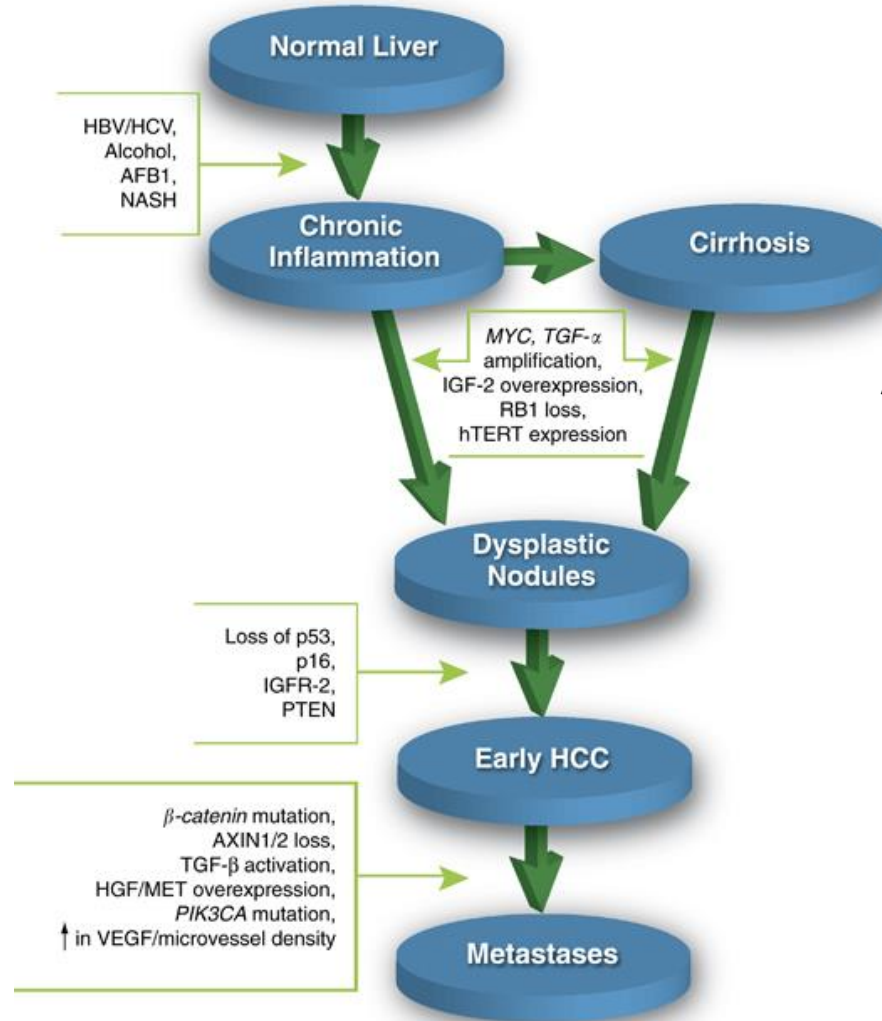 Normal Liver
HBV/HCV,
Alcohol,
AFB1,
NASH
Chronic
Inflammation
Cirrhosis
MYC, TGF-α
amplification,
IGF-2 overexpression,
RB1 loss,
hTERT expression
Dysplastic
Nodules
Loss of p53,
p16,
IGFR-2,
PTEN
Early HCC
β-catenin mutation,
AXIN1/2 loss,
TGF-β activation,
HGF/MET overexpression,
PIK3CA mutation,
↑ in VEGF/microvessel density
Metastases